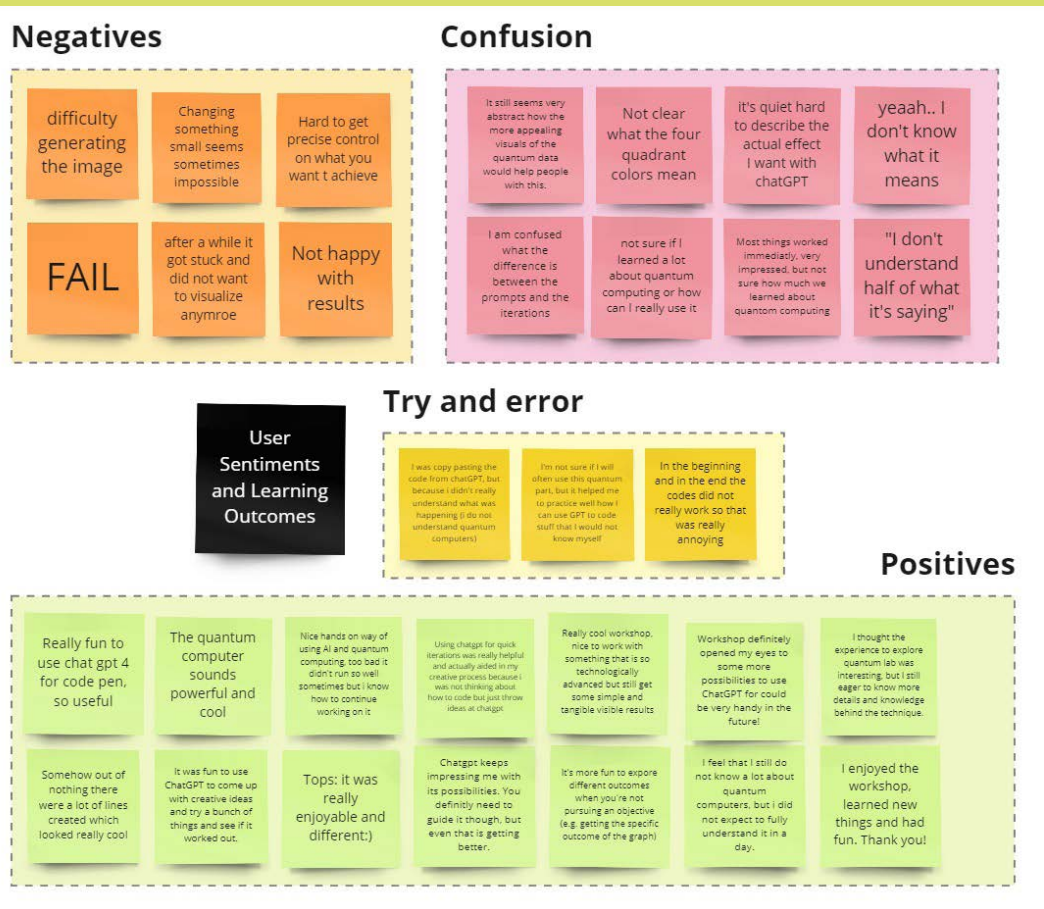 Negatives
difficulty
generating
the image
Changing
something
small seems
sometimes
impossible
Hard to get
precise control
on what you
want t achieve
FAIL
after a while it
got stuck and
did not want
to visualize
anymroe
Not happy
with
results
Confusion
It still seems very
abstract how the
more appealing
visuals of the
quantum data
would help people
with this.
Not clear
what the four
quadrant
colors mean
it's quiet hard
to describe the
actual effect
I want with
chatGPT
yeaah.. I
don't know
what it
means
I am confused
what the
difference is
between the
prompts and the
iterations
not sure if I
learned a lot
about quantum
computing or how
can I really use it
Most things worked
immediatly, very
impressed, but not
sure how much we
learned about
quantom computing
"I don't
understand
half of what
it's saying"
User
Sentiments
and Learning
Outcomes
Try and error
I was copy pasting the
code from chatGPT, but
because i didn't really
understand what was
happening (i do not
understand quantum
computers)
I'm not sure if I will
often use this quantum
part, but it helped me
to practice well how I
can use GPT to code
stuff that I would not
know myself
In the beginning
and in the end the
codes did not
really work so that
was really
annoying
Positives
Really fun to
use chat gpt 4
for code pen,
so useful
The quantum
computer
sounds
powerful and
cool
Nice hands on way of
using AI and quantum
computing, too bad it
didn't run so well
sometimes but i know
how to continue
working on it
Using chatgpt for quick
iterations was really helpful
and actually aided in my
creative process because i
was not thinking about
how to code but just throw
ideas at chatgpt
Really cool workshop,
nice to work with
something that is so
technologically
advanced but still get
some simple and
tangible visible results
Workshop definitely
opened my eyes to
some more
possibilities to use
ChatGPT for could
be very handy in the
future!
I thought the
experience to explore
quantum lab was
interesting, but I still
eager to know more
details and knowledge
behind the technique.
Somehow out of
nothing there
were a lot of lines
created which
looked really cool
It was fun to use
ChatGPT to come up
with creative ideas
and try a bunch of
things and see if it
worked out.
Tops: it was
really
enjoyable and
different:)
Chatgpt keeps
impressing me with
its possibilities. You
definitly need to
guide it though, but
even that is getting
better.
It's more fun to expore
different outcomes
when you're not
pursuing an objective
(e.g. getting the specific
outcome of the graph)
I feel that I still do
not know a lot about
quantum
computers, but i did
not expect to fully
understand it in a
day.
I enjoyed the
workshop,
learned new
things and had
fun. Thank you!